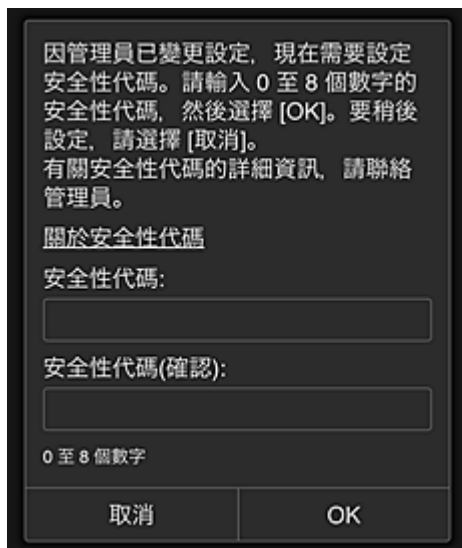 因管理員已變更設定，現在需要設定
安全性代碼。請輸入 0 至 8 個數字的
安全性代碼，然後選擇 [OK]。要稍後
設定，請選擇 [取消]。
有關安全性代碼的詳細資訊，請聯絡
管理員。
關於安全性代碼
安全性代碼:
安全性代碼(確認):
0 至 8 個數字
取消
OK